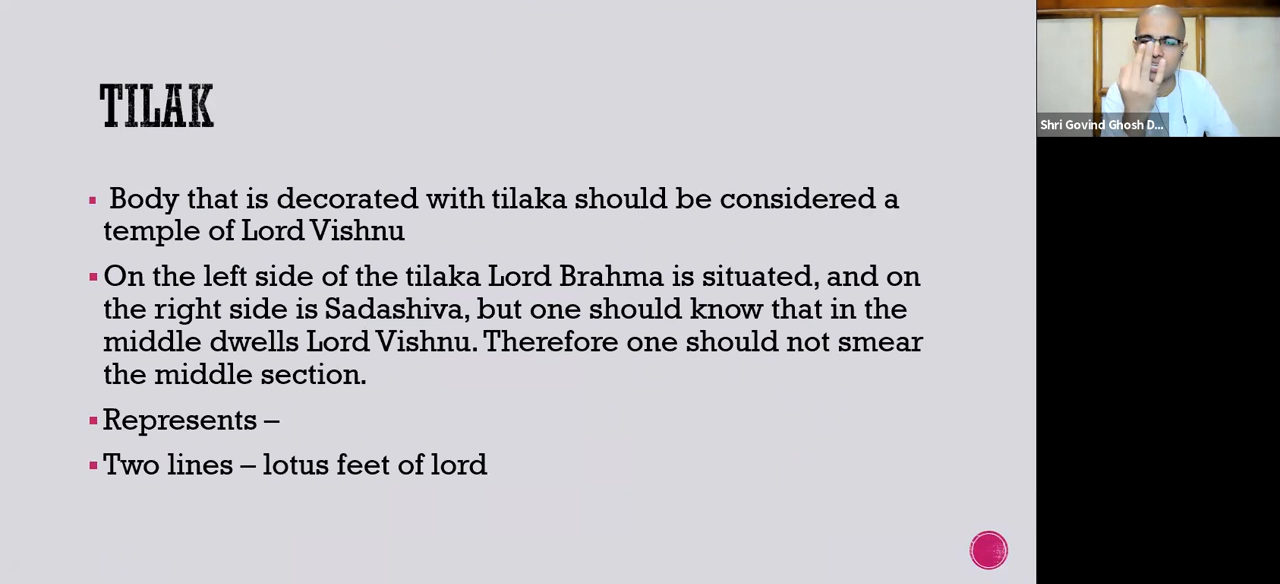 TILAK
Body that is decorated with tilaka should be considered a
temple of Lord Vishnu
On the left side of the tilaka Lord Brahma is situated, and on
the right side is Sadashiva, but one should know that in the
middle dwells Lord Vishnu. Therefore one should not smear
the middle section.
Represents –
Two lines – lotus feet of lord
Shri Govind Ghosh D...